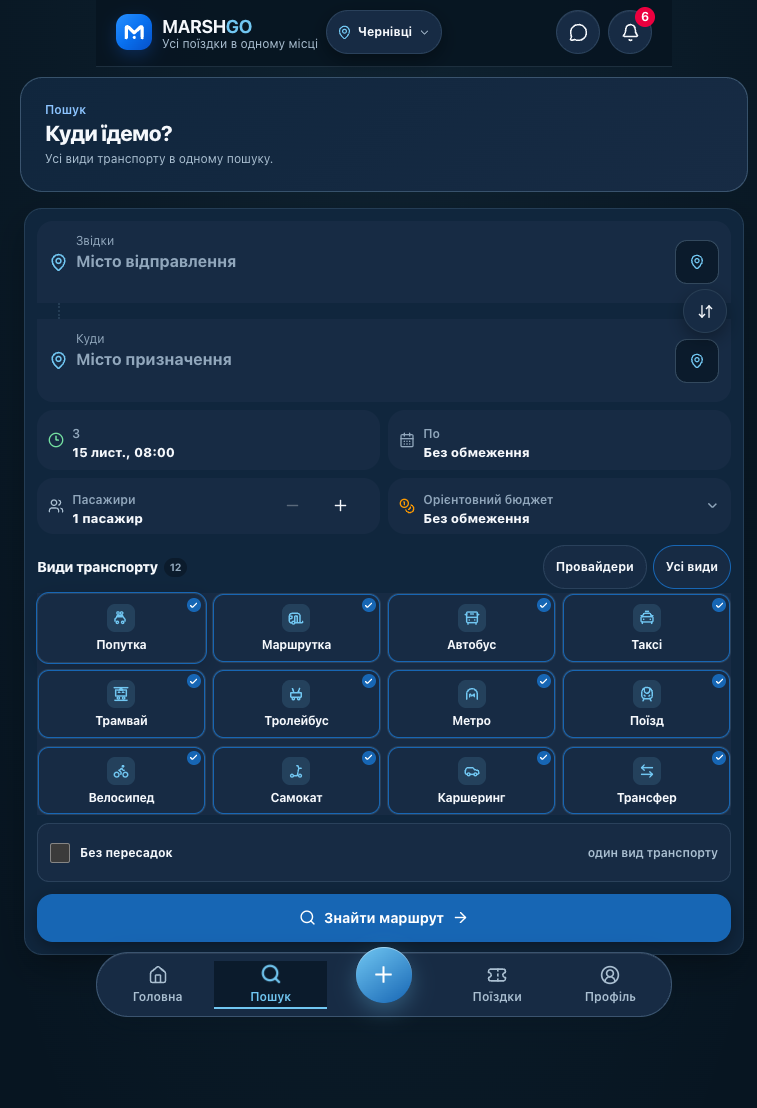 MARSHGO
Усі поїздки в одному місці
Чернівці
6
Пошук
Куди їдемо?
Усі види транспорту в одному пошуку.
Звідки
Місто відправлення
Куди
Місто призначення
З
15 лист., 08:00
По
Без обмеження
Пасажири
1 пасажир
Орієнтовний бюджет
Без обмеження
Види транспорту 12
Провайдери
Усі види
Попутка
Маршрутка
Автобус
Таксі
Трамвай
Тролейбус
Метро
Поїзд
Велосипед
Самокат
Каршеринг
Трансфер
Без пересадок
один вид транспорту
Знайти маршрут
Головна
Пошук
Поїздки
Профіль